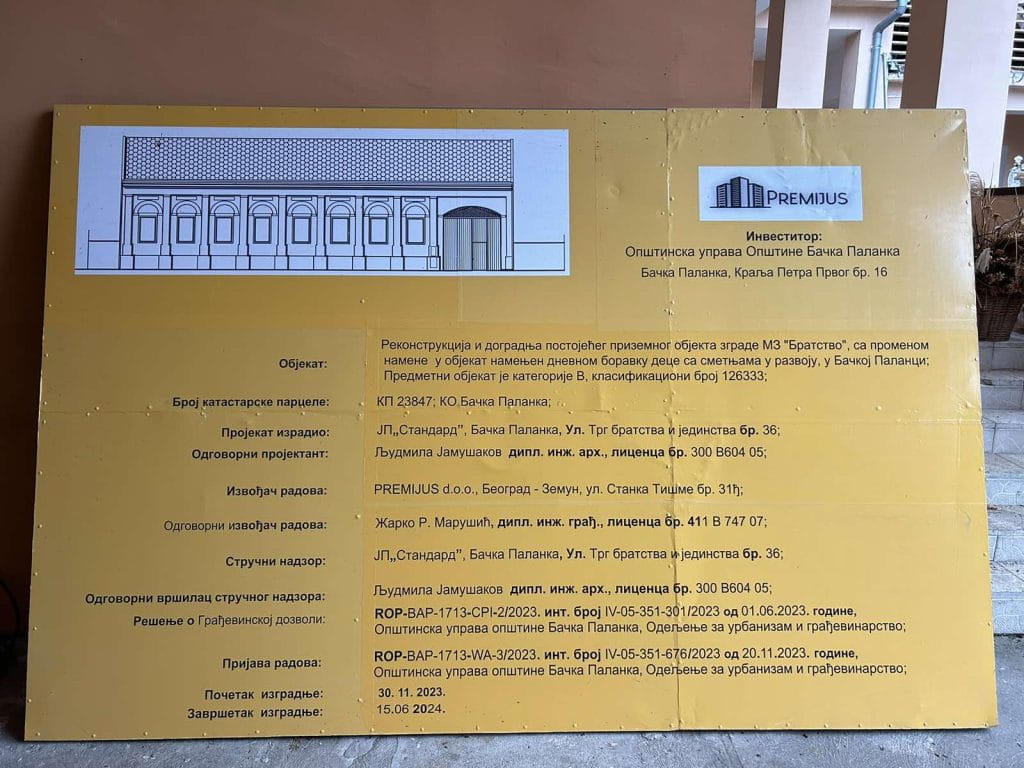 PREMIJUS
Инвеститор:
Општинска управа Општине Бачка Паланка
Бачка Паланка, Краља Петра Првог бр. 16
Објекат:
Реконструкција и доградња постојећег приземног објекта зграде МЗ "Братство", са променом
намене у објекат намењен дневном боравку деце са сметњама у развоју, у Бачкој Паланци;
Предметни објекат је категорије В, класификациони број 126333;
Број катастарске парцеле: КП 23847; КО Бачка Паланка;
Пројекат израдио: ЈП„Стандард”, Бачка Паланка, Ул. Трг братства и јединства бр. 36;
Одговорни пројектант: Људмила Јамушаков дипл. инж. арх., лиценца бр. 300 В604 05;
Извођач радова: PREMIJUS d.o.o., Београд - Земун, ул. Станка Тишме бр. 31ђ;
Одговорни извођач радова: Жарко Р. Марушић, дипл. инж. грађ., лиценца бр. 411 В 747 07;
Стручни надзор: ЈП„Стандард”, Бачка Паланка, Ул. Трг братства и јединства бр. 36;
Одговорни вршилац стручног надзора: Људмила Јамушаков дипл. инж. арх., лиценца бр. 300 В604 05;
Решење о Грађевинској дозволи: ROP-BAP-1713-CPI-2/2023. инт. број IV-05-351-301/2023 од 01.06.2023. године,
Општинска управа општине Бачка Паланка, Одељење за урбанизам и грађевинарство;
Пријава радова: ROP-BAP-1713-WA-3/2023. инт. број IV-05-351-676/2023 од 20.11.2023. године,
Општинска управа општине Бачка Паланка, Одељење за урбанизам и грађевинарство;
Почетак изградње: 30. 11. 2023.
Завршетак изградње: 15.06 2024.